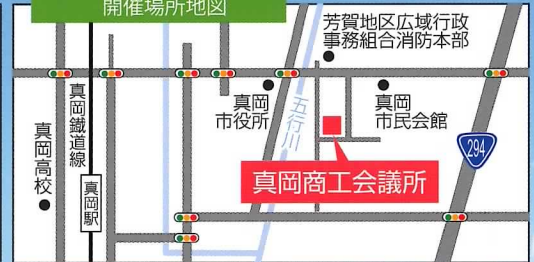 開催場所地図
芳賀地区広域行政
事務組合消防本部
真岡
市役所
五行川
真岡
市民会館
真岡鐵道線
真岡高校
真岡駅
294
真岡商工会議所